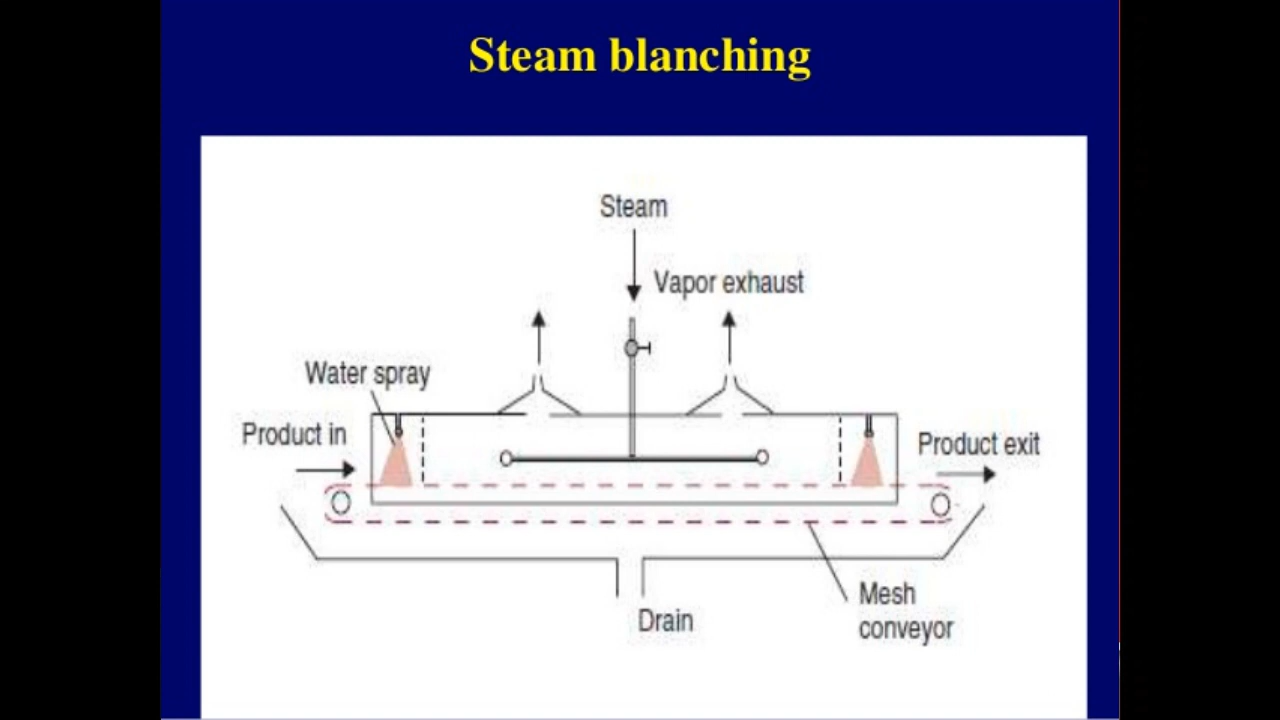 Steam blanching
Steam
Vapor exhaust
Water spray
Product in
Product exit
Mesh
conveyor
Drain